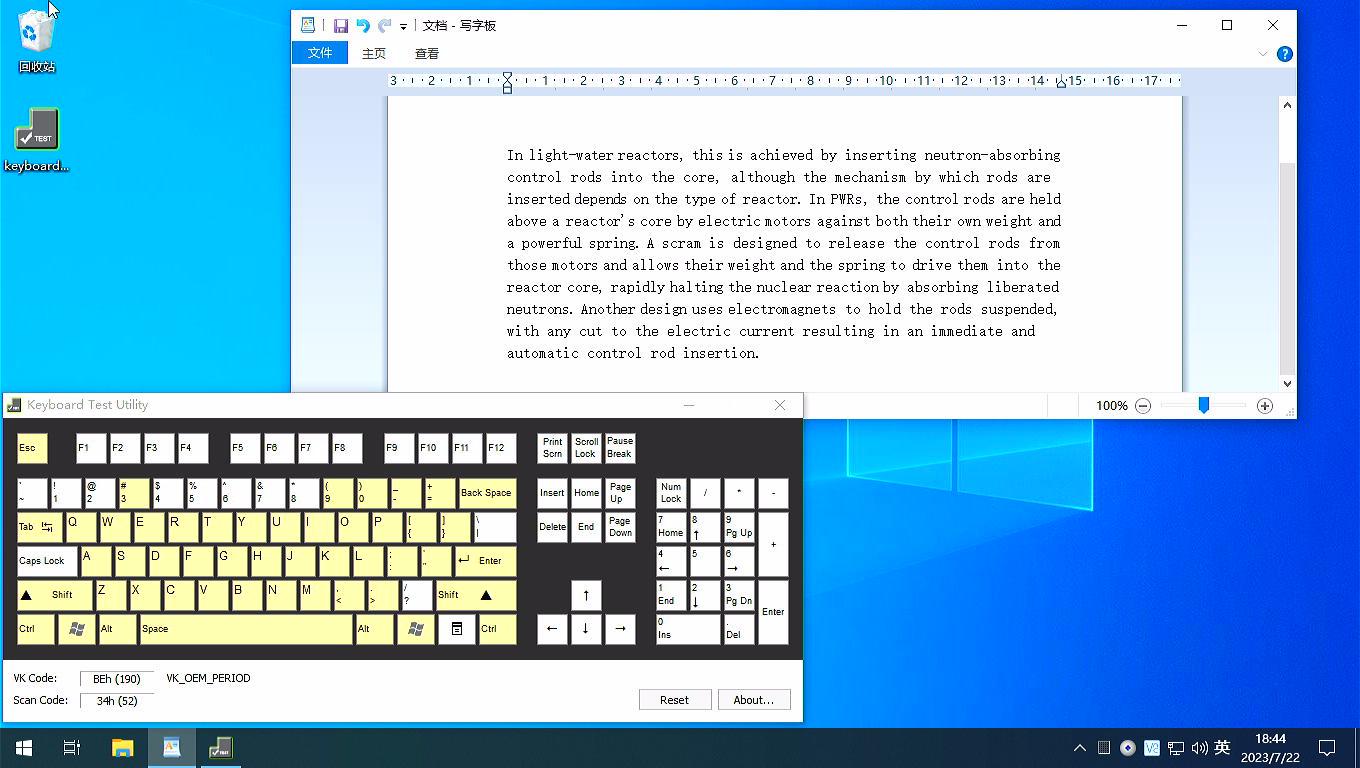 回收站
keyboard...
文档 - 写字板
文件 主页 查看
3 2 1 1 2 3 4 5 6 7 8 9 10 11 12 13 14 15 16 17
In light-water reactors, this is achieved by inserting neutron-absorbing
control rods into the core, although the mechanism by which rods are
inserted depends on the type of reactor. In PWRs, the control rods are held
above a reactor's core by electric motors against both their own weight and
a powerful spring. A scram is designed to release the control rods from
those motors and allows their weight and the spring to drive them into the
reactor core, rapidly halting the nuclear reaction by absorbing liberated
neutrons. Another design uses electromagnets to hold the rods suspended,
with any cut to the electric current resulting in an immediate and
automatic control rod insertion.
100%
Keyboard Test Utility
Esc F1 F2 F3 F4 F5 F6 F7 F8 F9 F10 F11 F12 Print Scrn Scroll Lock Pause Break
` ~ ! 1 @ 2 # 3 $ 4 % 5 ^ 6 & 7 * 8 ( 9 ) 0 _ - + = Back Space Insert Home Page Up Num Lock / * -
Tab Q W E R T Y U I O P [ { ] } \ | Delete End Page Down 7 Home 8 ↑ 9 Pg Up +
Caps Lock A S D F G H J K L ; : ' " ↵ Enter 4 ← 5 6 →
▲ Shift Z X C V B N M , < . > / ? Shift ▲ ↑ 1 End 2 ↓ 3 Pg Dn Enter
Ctrl Alt Space Alt Ctrl ← ↓ → 0 Ins . Del
VK Code: BEh (190) VK_OEM_PERIOD
Scan Code: 34h (52) Reset About...
英
18:44
2023/7/22